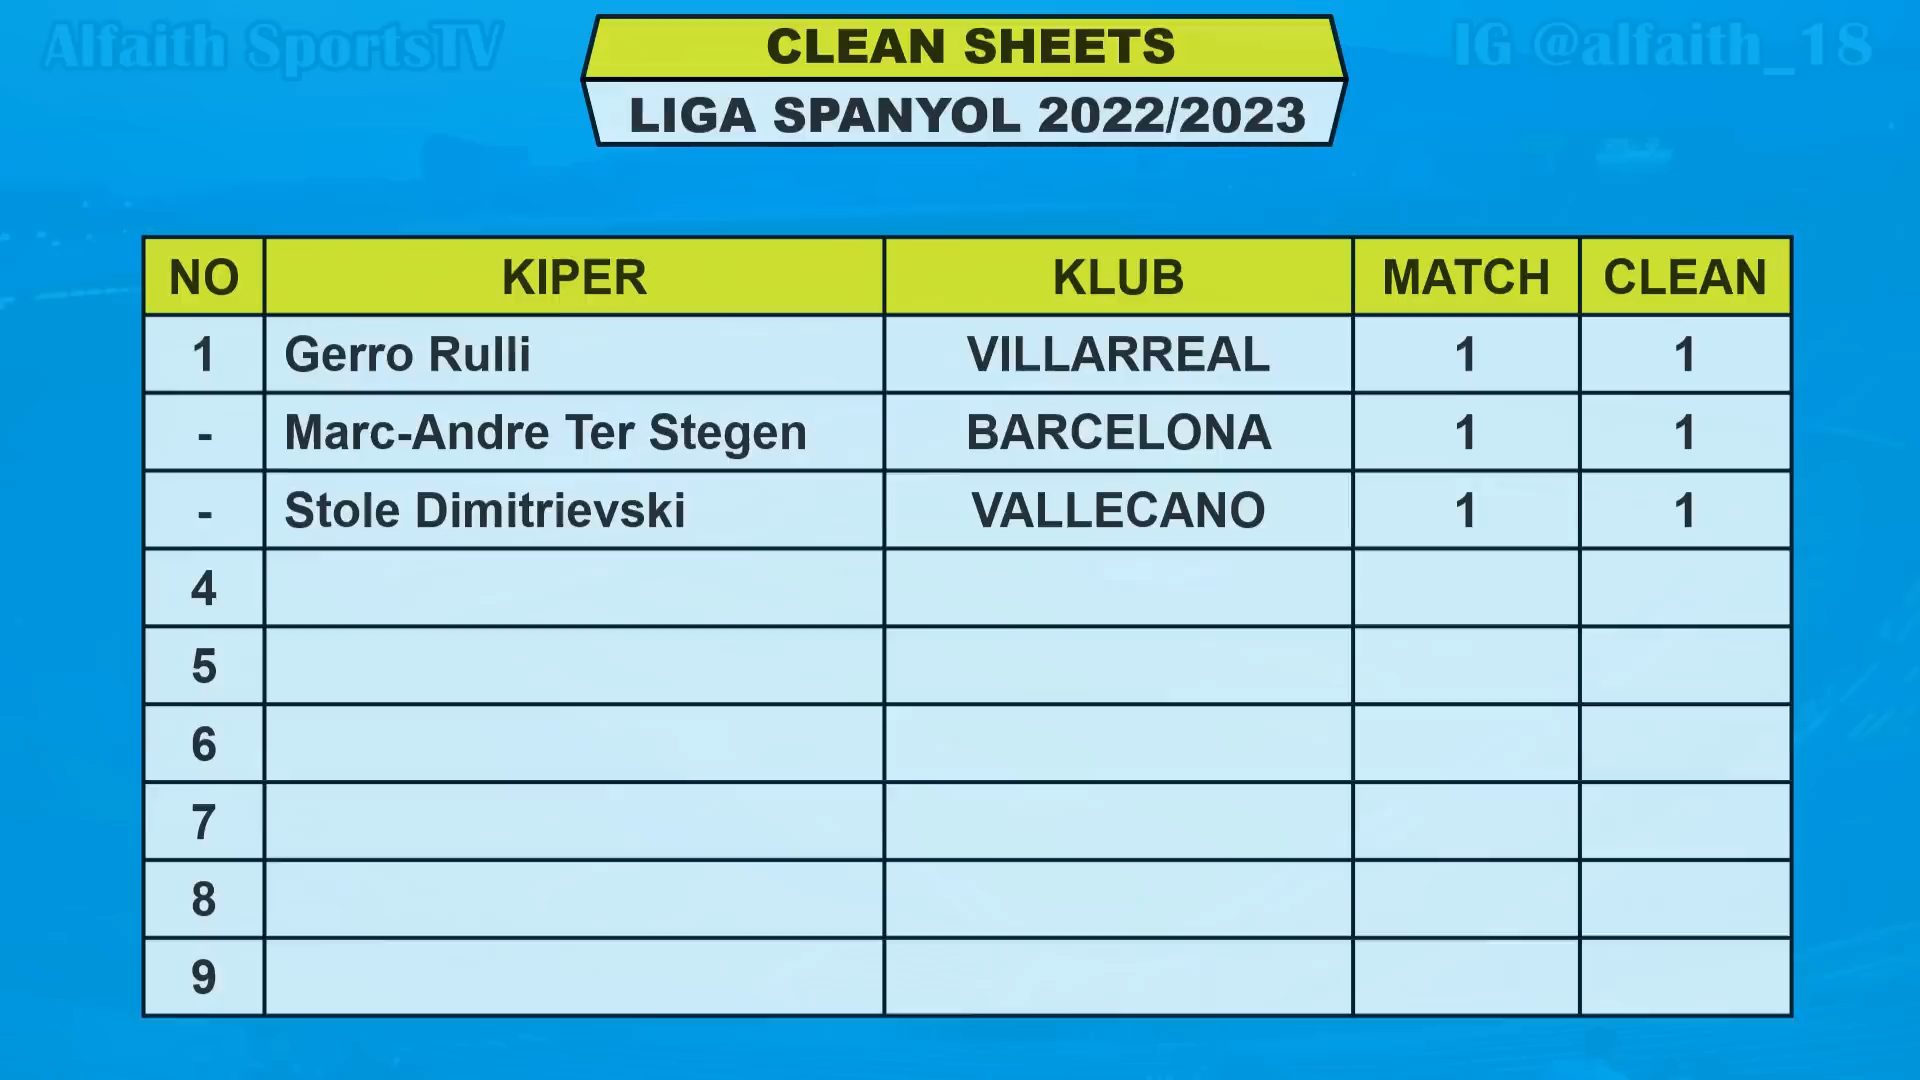 Alfaith SportsTV
CLEAN SHEETS
IG @alfaith_18
LIGA SPANYOL 2022/2023
NO KIPER KLUB MATCH CLEAN
1 Gerro Rulli VILLARREAL 1 1
- Marc-Andre Ter Stegen BARCELONA 1 1
- Stole Dimitrievski VALLECANO 1 1
4
5
6
7
8
9